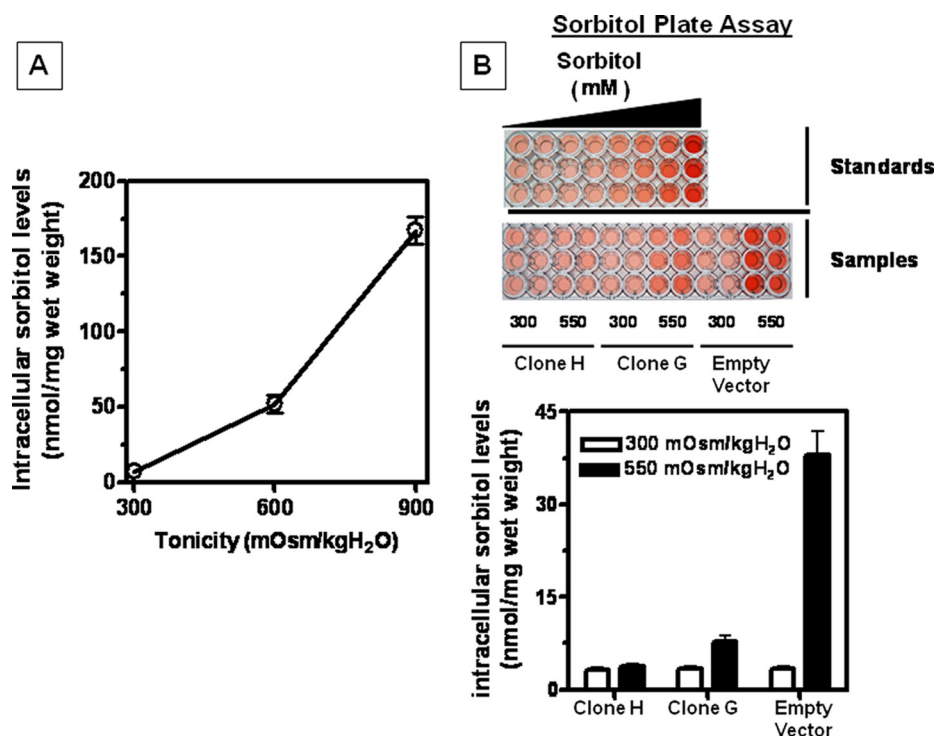 A
Intracellular sorbitol levels
(nmol/mg wet weight)
200
150
100
50
0
300
600
900
Tonicity (mOsm/kgH₂O)
Sorbitol Plate Assay
B
Sorbitol
(mM)
Standards
Samples
300 550 300 550 300 550
Clone H Clone G Empty
Vector
intracellular sorbitol levels
(nmol/mg wet weight)
45
30
15
0
300 mOsm/kgH₂O
550 mOsm/kgH₂O
Clone H Clone G Empty
Vector